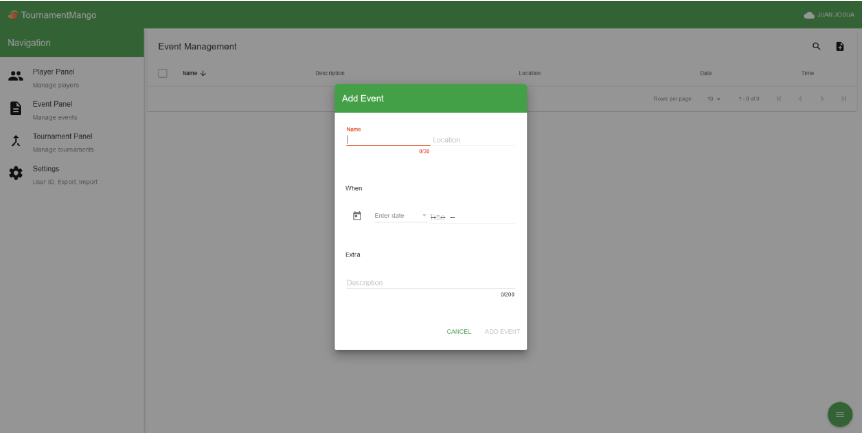 TournamentMango
JUAN JODUA
Navigation
Player Panel
Manage players
Event Panel
Manage events
Tournament Panel
Manage tournaments
Settings
User ID, Export, Import
Event Management
Name
Description
Location
Date
Time
Rows per page:
10
1 - 0 of 0
Add Event
Name
Location
0/30
When
Enter date
Extra
Description
0/200
CANCEL
ADD EVENT